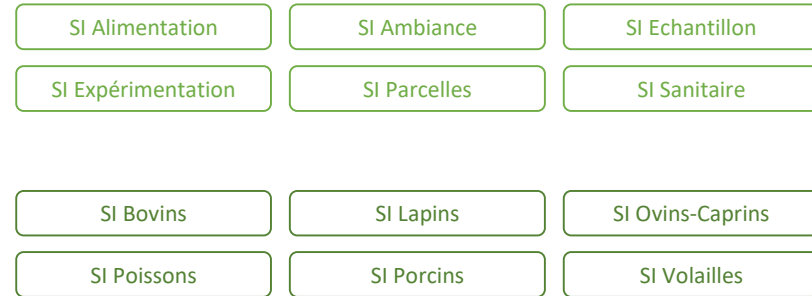 SI Alimentation
SI Ambiance
SI Echantillon
SI Expérimentation
SI Parcelles
SI Sanitaire
SI Bovins
SI Lapins
SI Ovins-Caprins
SI Poissons
SI Porcins
SI Volailles